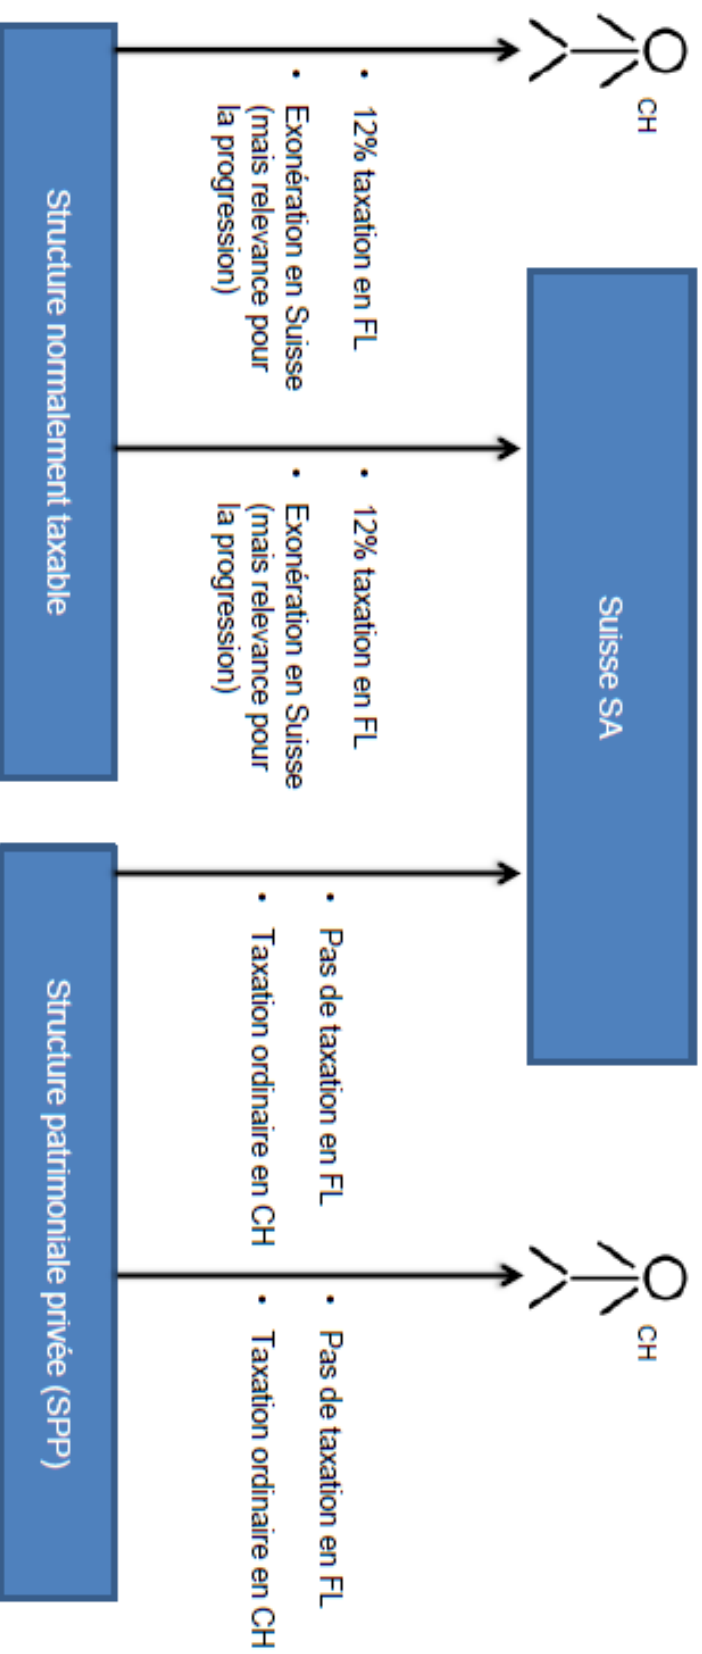 CH
Suisse SA
CH
• 12% taxation en FL
• Exonération en Suisse
(mais relevance pour
la progression)
• 12% taxation en FL
• Exonération en Suisse
(mais relevance pour
la progression)
• Pas de taxation en FL
• Taxation ordinaire en CH
• Pas de taxation en FL
• Taxation ordinaire en CH
Structure normalement taxable
Structure patrimoniale privée (SPP)